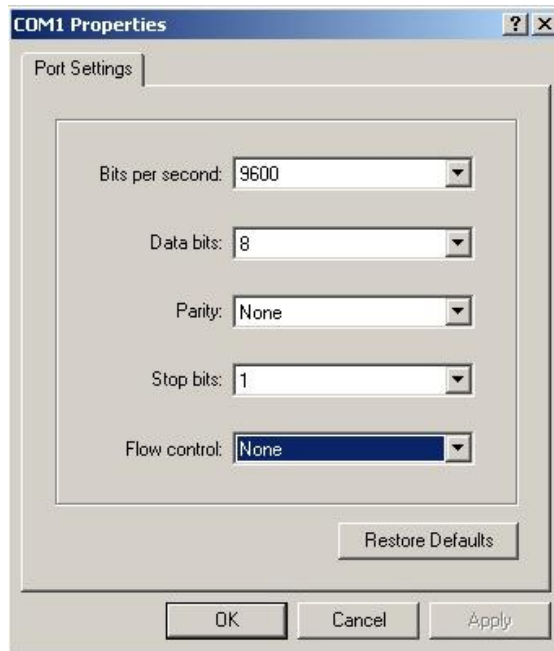 COM1 Properties
Port Settings
Bits per second: 9600
Data bits: 8
Parity: None
Stop bits: 1
Flow control: None
Restore Defaults
OK Cancel Apply